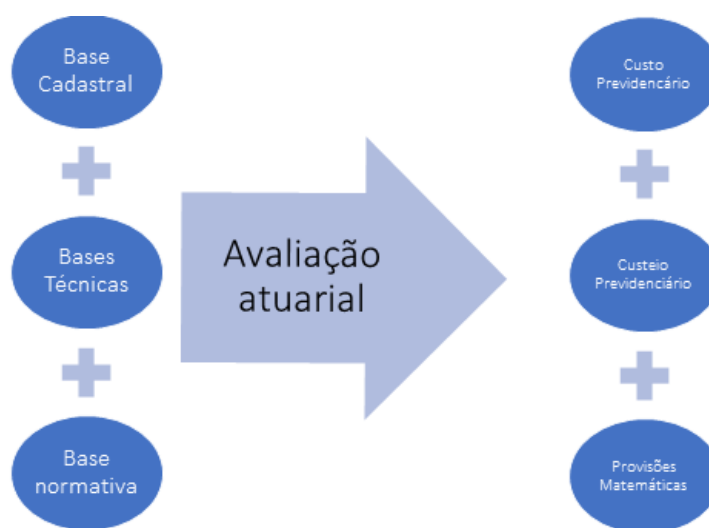 Base
Cadastral
Bases
Técnicas
Base
normativa
Avaliação
atuarial
Custo
Previdencário
Custeio
Previdenciário
Provisões
Matemáticas